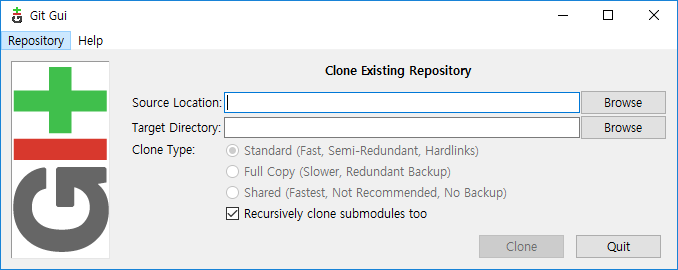 Git Gui
Repository Help
Clone Existing Repository
Source Location: Browse
Target Directory: Browse
Clone Type: Standard (Fast, Semi-Redundant, Hardlinks)
Full Copy (Slower, Redundant Backup)
Shared (Fastest, Not Recommended, No Backup)
Recursively clone submodules too
Clone Quit
GIT